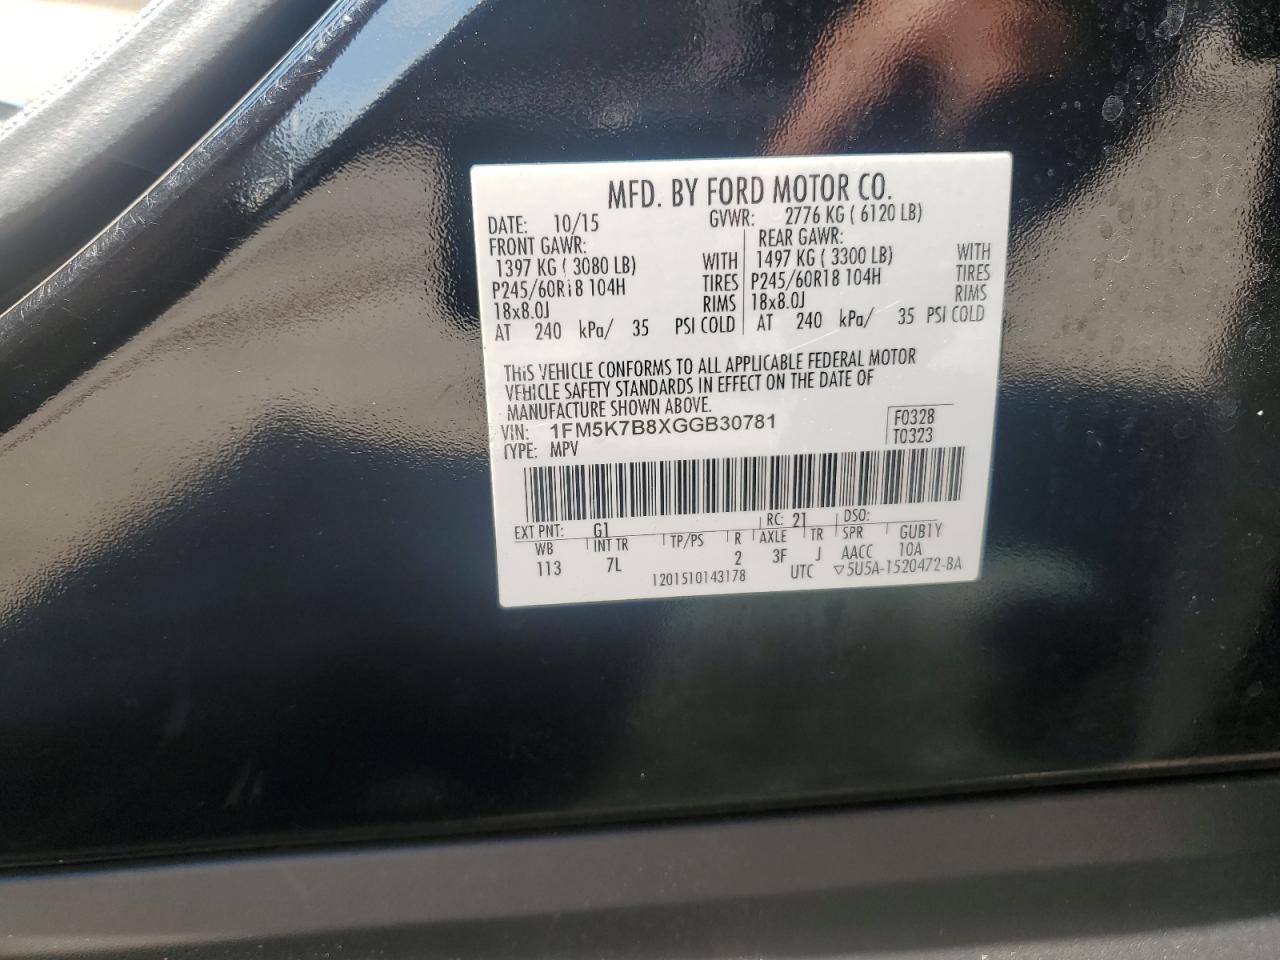 MFD. BY FORD MOTOR CO.
DATE: 10/15 GVWR: 2776 KG ( 6120 LB)
FRONT GAWR: REAR GAWR:
1397 KG ( 3080 LB) WITH 1497 KG ( 3300 LB) WITH
P245/60R18 104H TIRES P245/60R18 104H TIRES
18x8.0J RIMS 18x8.0J RIMS
AT 240 kPa/ 35 PSI COLD AT 240 kPa/ 35 PSI COLD
THIS VEHICLE CONFORMS TO ALL APPLICABLE FEDERAL MOTOR
VEHICLE SAFETY STANDARDS IN EFFECT ON THE DATE OF
MANUFACTURE SHOWN ABOVE.
VIN: 1FM5K7B8XGGB30781 F0328
TYPE: MPV T0323
EXT PNT: G1 RC: 21 DSO:
WB INT TR TP/PS R AXLE TR SPR GUB1Y
113 7L 2 3F J AACC 10A
1201510143178 UTC ▽5U5A-1520472-BA